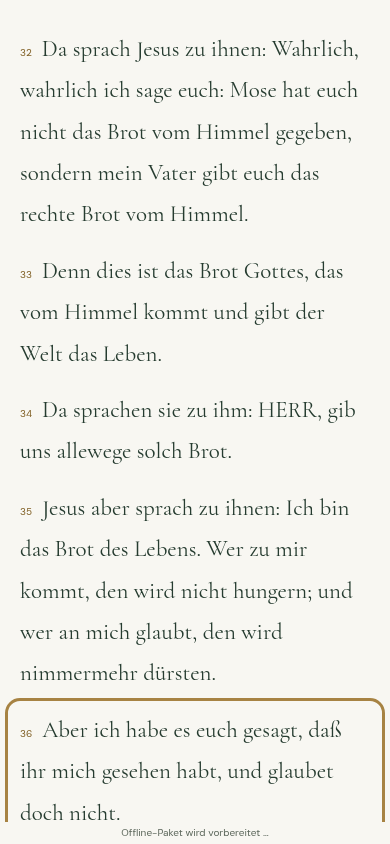 32 Da sprach Jesus zu ihnen: Wahrlich,
wahrlich ich sage euch: Mose hat euch
nicht das Brot vom Himmel gegeben,
sondern mein Vater gibt euch das
rechte Brot vom Himmel.
33 Denn dies ist das Brot Gottes, das
vom Himmel kommt und gibt der
Welt das Leben.
34 Da sprachen sie zu ihm: HERR, gib
uns allewege solch Brot.
35 Jesus aber sprach zu ihnen: Ich bin
das Brot des Lebens. Wer zu mir
kommt, den wird nicht hungern; und
wer an mich glaubt, den wird
nimmermehr dürsten.
36 Aber ich habe es euch gesagt, daß
ihr mich gesehen habt, und glaubet
doch nicht.
Offline-Paket wird vorbereitet …